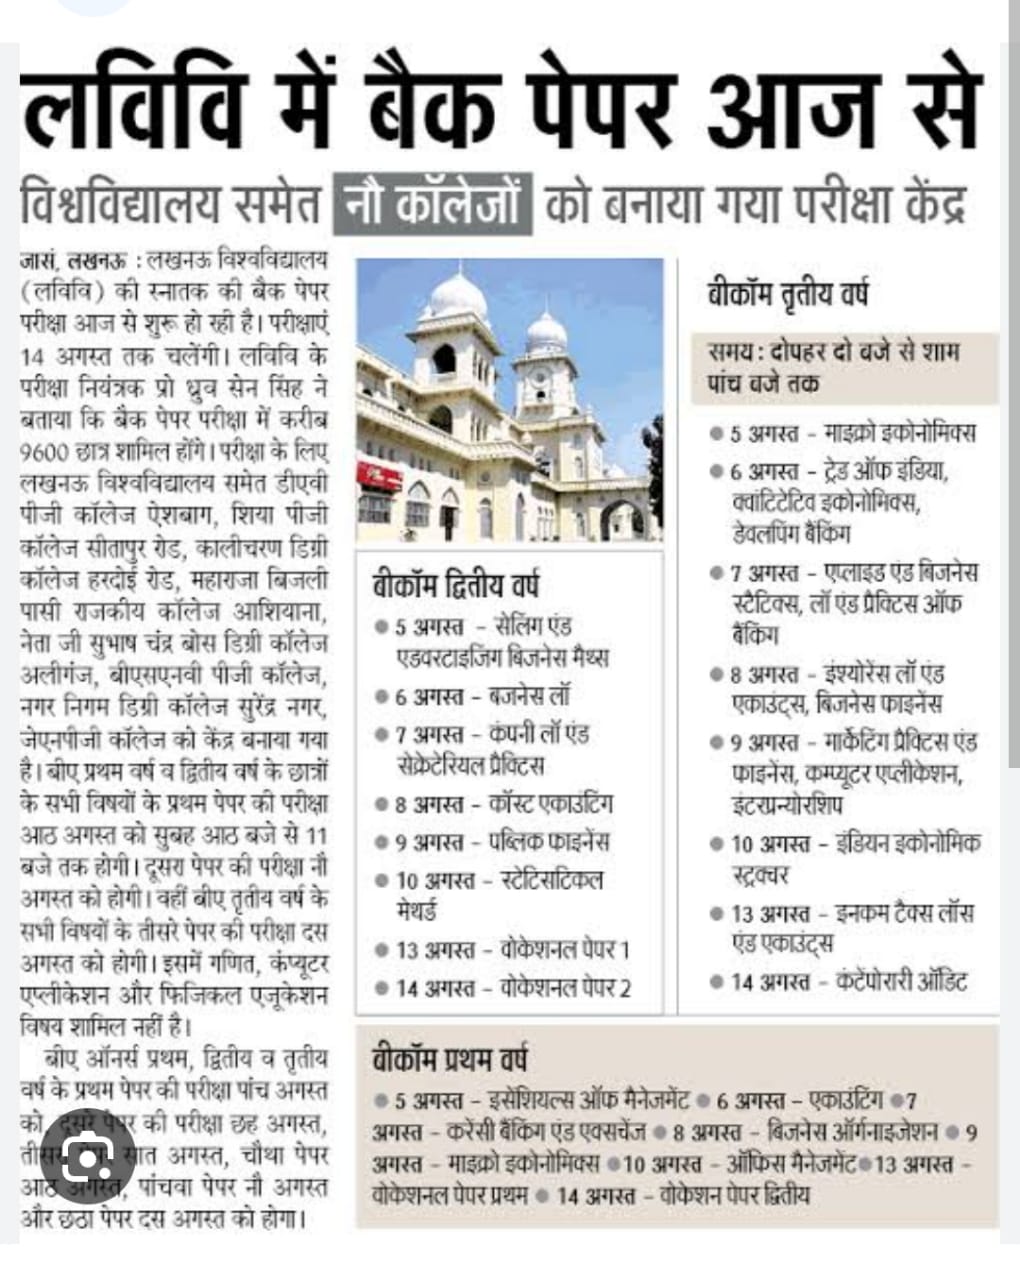 लविवि में बैक पेपर आज से
विश्वविद्यालय समेत नौ कॉलेजों को बनाया गया परीक्षा केंद्र
जासं, लखनऊ : लखनऊ विश्वविद्यालय
(लविवि) की स्नातक की बैक पेपर
परीक्षा आज से शुरू हो रही है। परीक्षाएं
14 अगस्त तक चलेंगी। लविवि के
परीक्षा नियंत्रक प्रो ध्रुव सेन सिंह ने
बताया कि बैक पेपर परीक्षा में करीब
9600 छात्र शामिल होंगे। परीक्षा के लिए
लखनऊ विश्वविद्यालय समेत डीएवी
पीजी कॉलेज ऐशबाग, शिया पीजी
कॉलेज सीतापुर रोड, कालीचरण डिग्री
कॉलेज हरदोई रोड, महाराजा बिजली
पासी राजकीय कॉलेज आशियाना,
नेता जी सुभाष चंद्र बोस डिग्री कॉलेज
अलीगंज, बीएसएनवी पीजी कॉलेज,
नगर निगम डिग्री कॉलेज सुरेंद्र नगर,
जेएनपीजी कॉलेज को केंद्र बनाया गया
है। बीए प्रथम वर्ष व द्वितीय वर्ष के छात्रों
के सभी विषयों के प्रथम पेपर की परीक्षा
आठ अगस्त को सुबह आठ बजे से 11
बजे तक होगी। दूसरा पेपर की परीक्षा नौ
अगस्त को होगी। वहीं बीए तृतीय वर्ष के
सभी विषयों के तीसरे पेपर की परीक्षा दस
अगस्त को होगी। इसमें गणित, कंप्यूटर
एप्लीकेशन और फिजिकल एजूकेशन
विषय शामिल नहीं है।
बीए ऑनर्स प्रथम, द्वितीय व तृतीय
वर्ष के प्रथम पेपर की परीक्षा पांच अगस्त
को, दूसरे पेपर की परीक्षा छह अगस्त,
तीसरा पेपर सात अगस्त, चौथा पेपर
आठ अगस्त, पांचवा पेपर नौ अगस्त
और छठा पेपर दस अगस्त को होगा।
बीकॉम द्वितीय वर्ष
● 5 अगस्त - सेलिंग एंड
एडवरटाइजिंग बिजनेस मैथ्स
● 6 अगस्त - बजनेस लॉ
● 7 अगस्त - कंपनी लॉ एंड
सेक्रेटेरियल प्रैक्टिस
● 8 अगस्त - कॉस्ट एकाउंटिंग
● 9 अगस्त - पब्लिक फाइनेंस
● 10 अगस्त - स्टेटिसटिकल
मेथर्ड
● 13 अगस्त - वोकेशनल पेपर 1
● 14 अगस्त - वोकेशनल पेपर 2
बीकॉम तृतीय वर्ष
समय : दोपहर दो बजे से शाम
पांच बजे तक
● 5 अगस्त - माइक्रो इकोनोमिक्स
● 6 अगस्त - ट्रेड ऑफ इंडिया,
क्वांटिटेटिव इकोनोमिक्स,
डेवलपिंग बैंकिंग
● 7 अगस्त - एप्लाइड एंड बिजनेस
स्टैटिक्स, लॉ एंड प्रैक्टिस ऑफ
बैंकिंग
● 8 अगस्त - इंश्योरेंस लॉ एंड
एकाउंट्स, बिजनेस फाइनेंस
● 9 अगस्त - मार्केटिंग प्रैक्टिस एंड
फाइनेंस, कम्प्यूटर एप्लीकेशन,
इंटरप्रन्योरशिप
● 10 अगस्त - इंडियन इकोनोमिक
स्ट्रक्चर
● 13 अगस्त - इनकम टैक्स लॉस
एंड एकाउंट्स
● 14 अगस्त - कंटेंपोरारी ऑडिट
बीकॉम प्रथम वर्ष
● 5 अगस्त - इसेंशियल्स ऑफ मैनेजमेंट ● 6 अगस्त - एकाउंटिंग ●7
अगस्त - करेंसी बैंकिंग एंड एक्सचेंज ● 8 अगस्त - बिजनेस ऑर्गनाइजेशन ● 9
अगस्त - माइक्रो इकोनोमिक्स ●10 अगस्त - ऑफिस मैनेजमेंट●13 अगस्त -
वोकेशनल पेपर प्रथम ● 14 अगस्त - वोकेशन पेपर द्वितीय